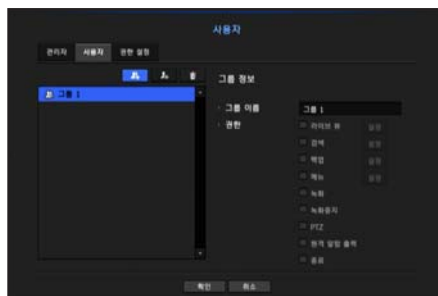 사용자
관리자 사용자 권한 설정
그룹 정보
그룹 1
그룹 이름 그룹 1
권한
라이브 뷰 설정
검색 설정
백업 설정
메뉴 설정
녹화
녹화중지
PTZ
원격 알람 출력
종료
확인 취소